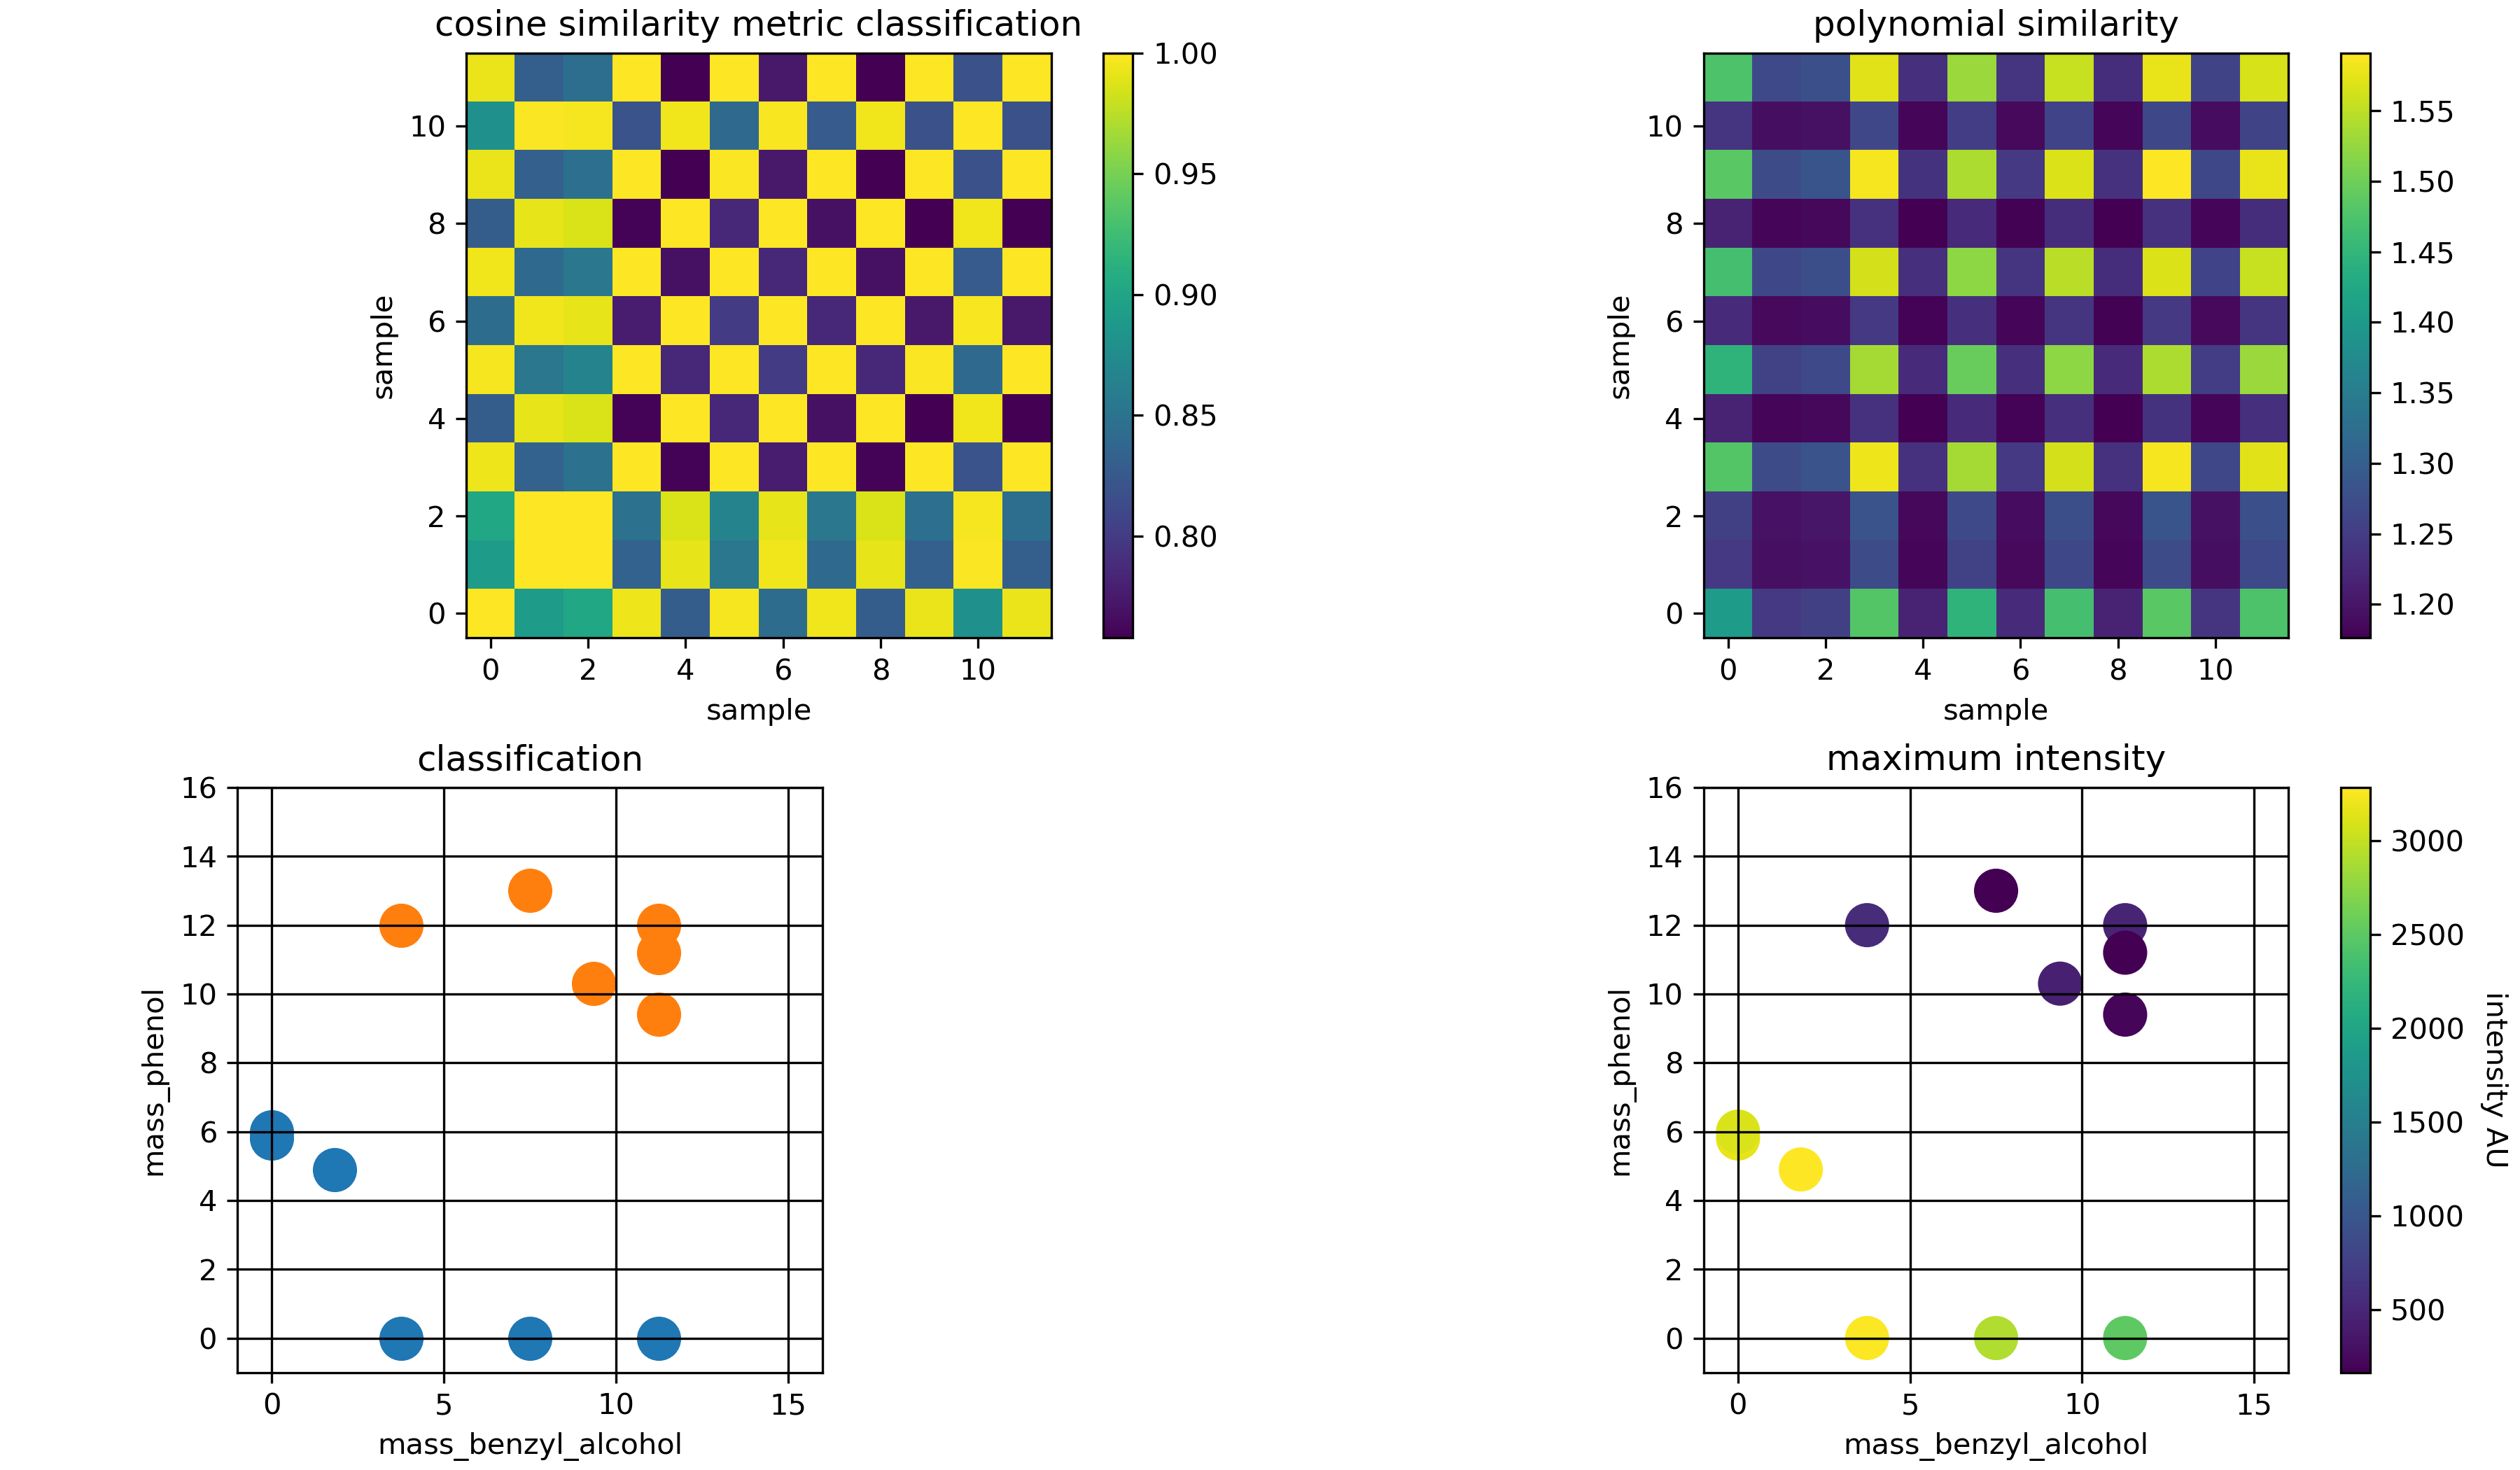 cosine similarity metric classification
10
8
6
4
2
0
sample
0 2 4 6 8 10
sample
1.00
0.95
0.90
0.85
0.80
polynomial similarity
10
8
6
4
2
0
sample
0 2 4 6 8 10
sample
1.55
1.50
1.45
1.40
1.35
1.30
1.25
1.20
classification
16
14
12
10
8
6
4
2
0
mass_phenol
0 5 10 15
mass_benzyl_alcohol
maximum intensity
16
14
12
10
8
6
4
2
0
mass_phenol
0 5 10 15
mass_benzyl_alcohol
3000
2500
2000
1500
1000
500
intensity AU